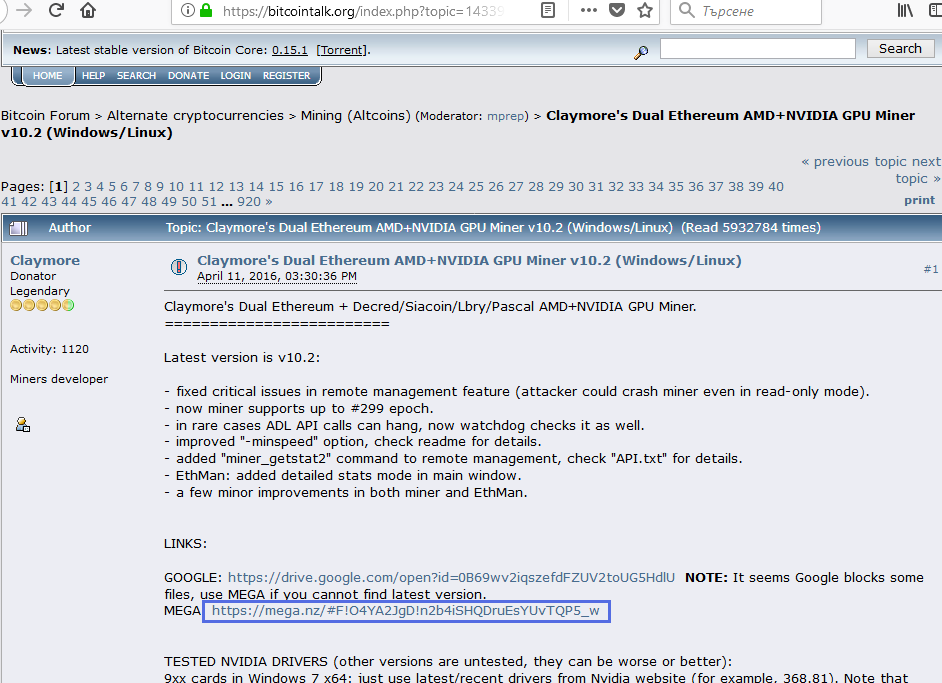 https://bitcointalk.org/index.php?topic=14339
Търсене
News: Latest stable version of Bitcoin Core: 0.15.1 [Torrent].
Search
HOME HELP SEARCH DONATE LOGIN REGISTER
Bitcoin Forum > Alternate cryptocurrencies > Mining (Altcoins) (Moderator: mprep) > Claymore's Dual Ethereum AMD+NVIDIA GPU Miner
v10.2 (Windows/Linux)
« previous topic next
topic »
Pages: [1] 2 3 4 5 6 7 8 9 10 11 12 13 14 15 16 17 18 19 20 21 22 23 24 25 26 27 28 29 30 31 32 33 34 35 36 37 38 39 40
41 42 43 44 45 46 47 48 49 50 51 ... 920 »
print
Author
Topic: Claymore's Dual Ethereum AMD+NVIDIA GPU Miner v10.2 (Windows/Linux) (Read 5932784 times)
Claymore
Donator
Legendary
Activity: 1120
Miners developer
Claymore's Dual Ethereum AMD+NVIDIA GPU Miner v10.2 (Windows/Linux)
April 11, 2016, 03:30:36 PM
#1
Claymore's Dual Ethereum + Decred/Siacoin/Lbry/Pascal AMD+NVIDIA GPU Miner.
=========================
Latest version is v10.2:
- fixed critical issues in remote management feature (attacker could crash miner even in read-only mode).
- now miner supports up to #299 epoch.
- in rare cases ADL API calls can hang, now watchdog checks it as well.
- improved "-minspeed" option, check readme for details.
- added "miner_getstat2" command to remote management, check "API.txt" for details.
- EthMan: added detailed stats mode in main window.
- a few minor improvements in both miner and EthMan.
LINKS:
GOOGLE: https://drive.google.com/open?id=0B69wv2iqszefdFZUV2toUG5HdlU NOTE: It seems Google blocks some
files, use MEGA if you cannot find latest version.
MEGA https://mega.nz/#F!O4YA2JgD!n2b4iSHQDruEsYUvTQP5_w
TESTED NVIDIA DRIVERS (other versions are untested, they can be worse or better):
9xx cards in Windows 7 x64: just use latest/recent drivers from Nvidia website (for example, 368.81). Note that